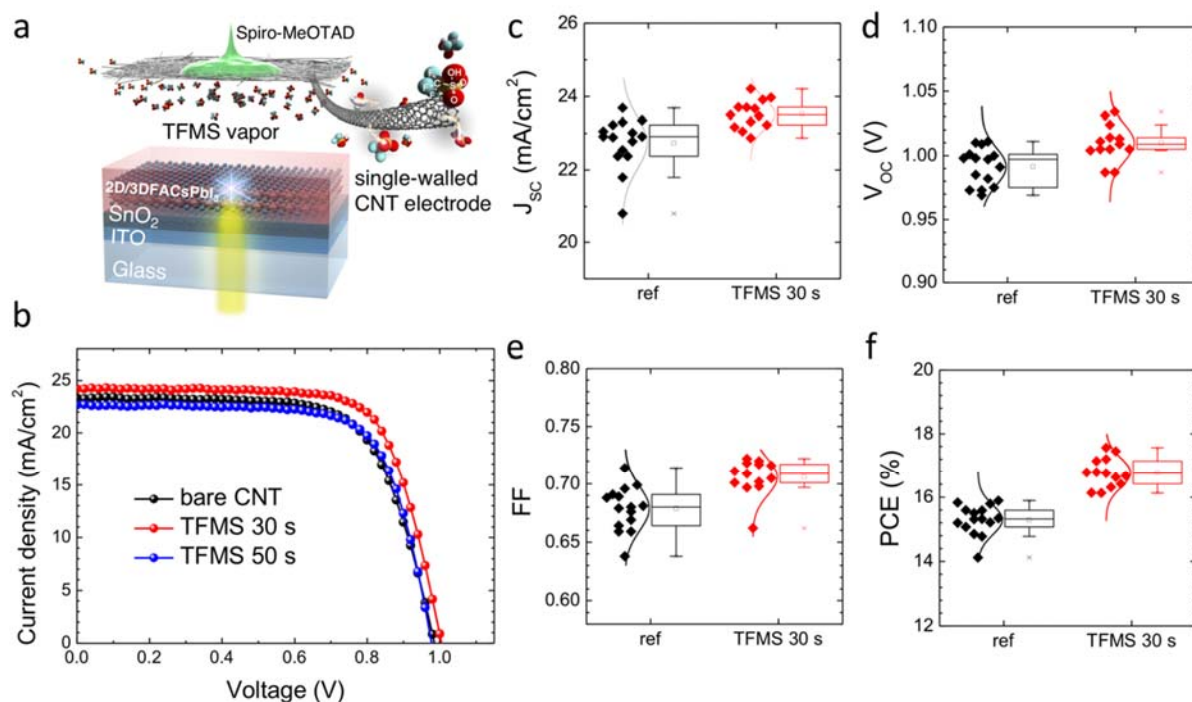 a
Spiro-MeOTAD
OH
O
O
TFMS vapor
single-walled
CNT electrode
2D/3DFACsPbI₃
SnO₂
ITO
Glass
b
Current density (mA/cm²)
25
20
15
10
5
0
bare CNT
TFMS 30 s
TFMS 50 s
0.0 0.2 0.4 0.6 0.8 1.0
Voltage (V)
c
J_SC (mA/cm²)
26
24
22
20
ref TFMS 30 s
d
V_OC (V)
1.05
1.00
0.95
0.90
ref TFMS 30 s
e
FF
0.80
0.75
0.70
0.65
0.60
ref TFMS 30 s
f
PCE (%)
20
18
16
14
12
ref TFMS 30 s